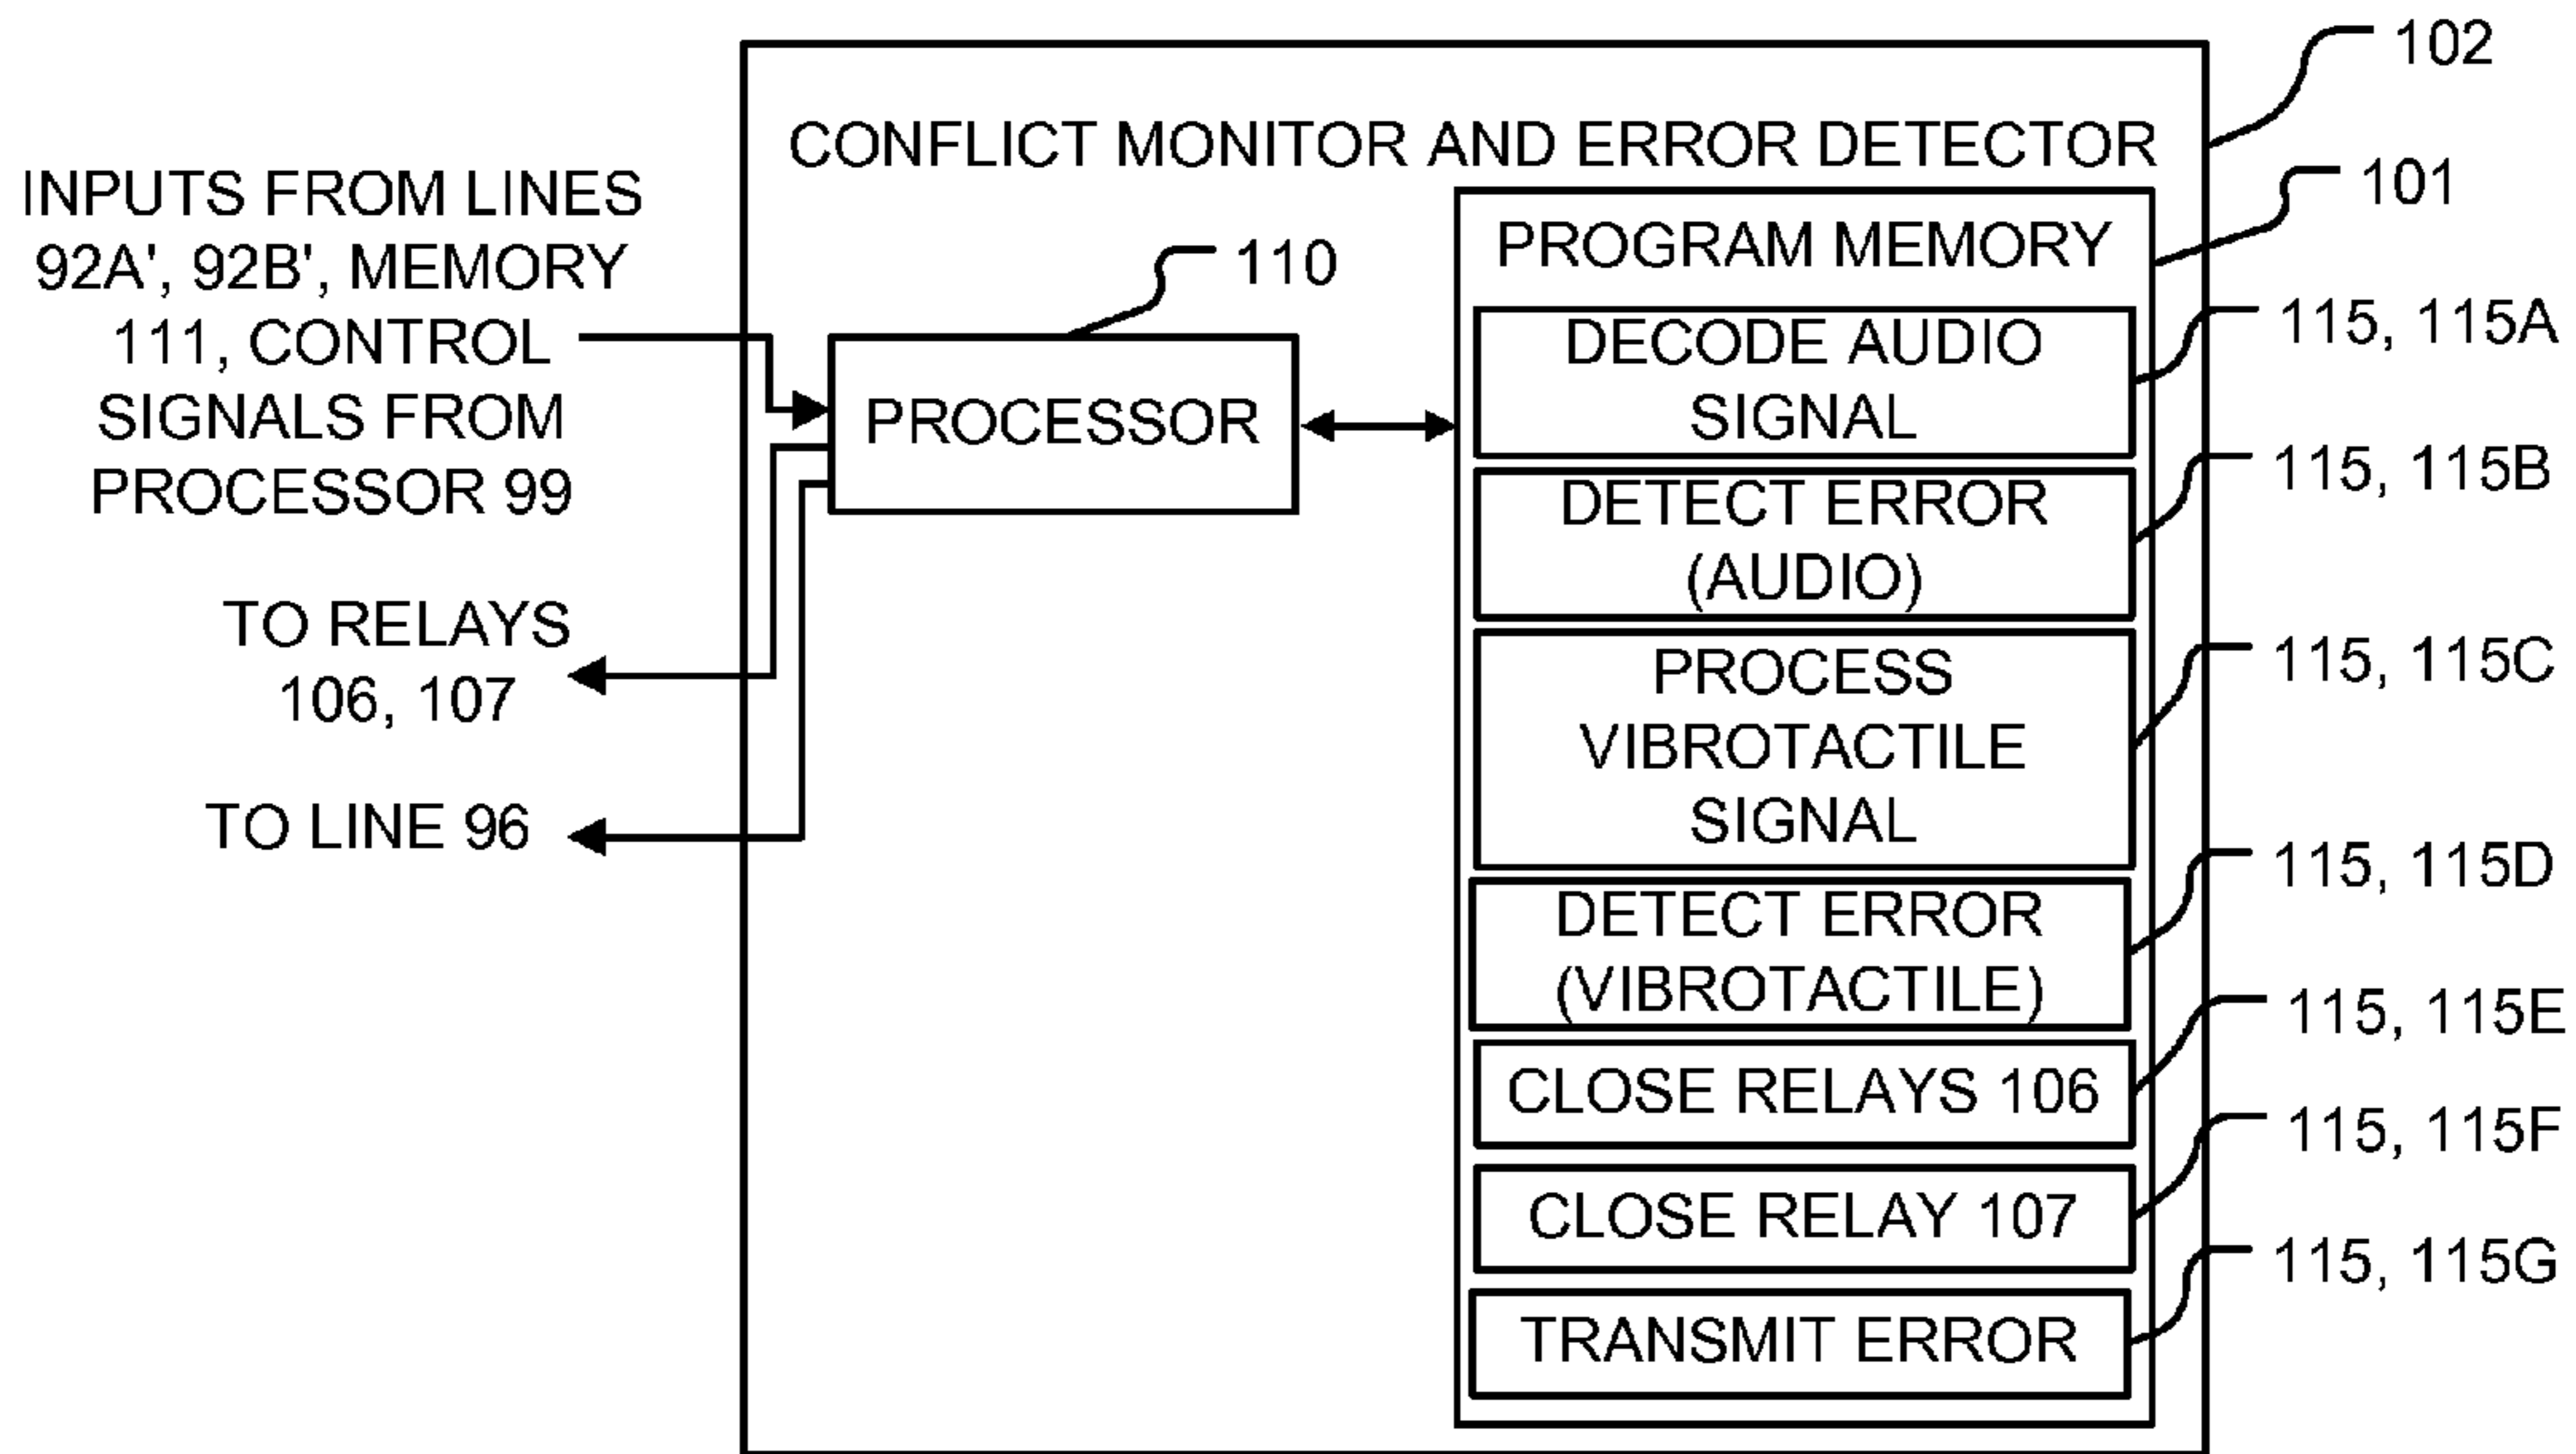 102
CONFLICT MONITOR AND ERROR DETECTOR
101
INPUTS FROM LINES
92A', 92B', MEMORY
111, CONTROL
SIGNALS FROM
PROCESSOR 99
110
PROCESSOR
TO RELAYS
106, 107
TO LINE 96
PROGRAM MEMORY
DECODE AUDIO
SIGNAL
115, 115A
DETECT ERROR
(AUDIO)
115, 115B
PROCESS
VIBROTACTILE
SIGNAL
115, 115C
DETECT ERROR
(VIBROTACTILE)
115, 115D
CLOSE RELAYS 106
115, 115E
CLOSE RELAY 107
115, 115F
TRANSMIT ERROR
115, 115G